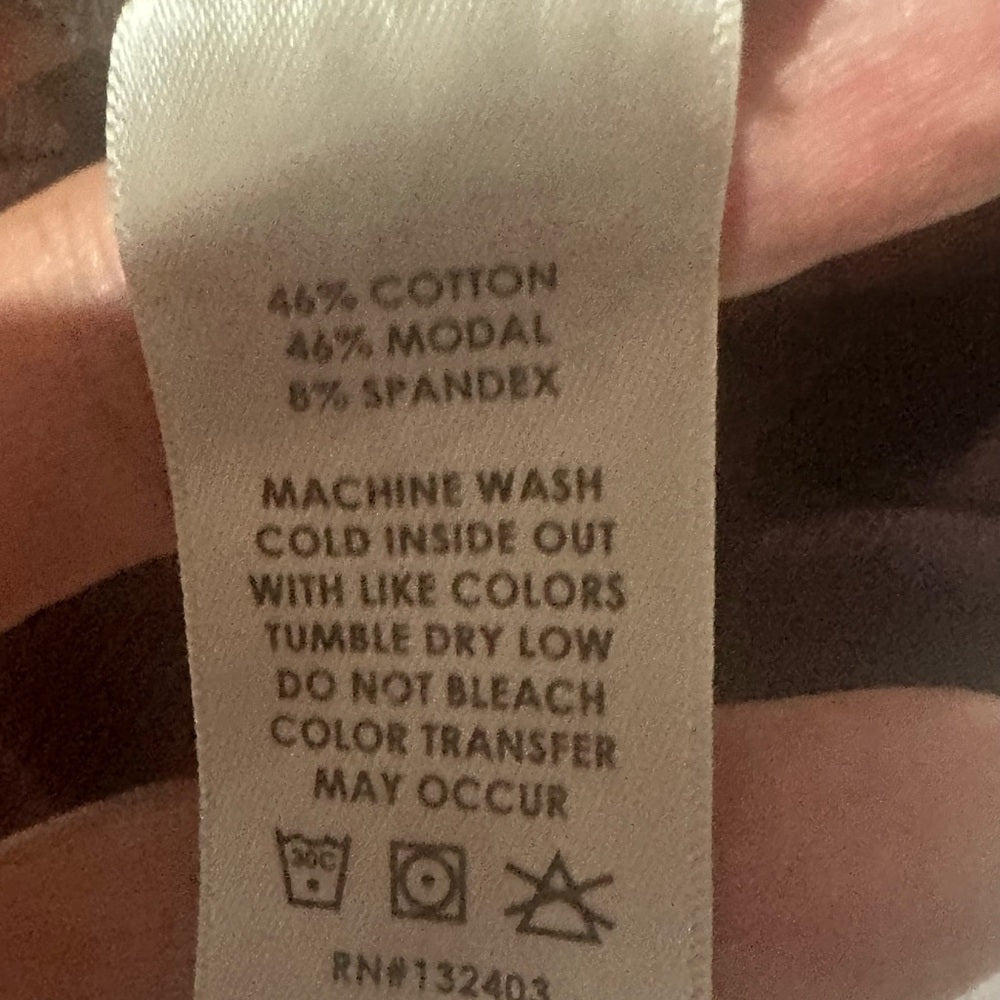 46% COTTON
46% MODAL
8% SPANDEX
MACHINE WASH
COLD INSIDE OUT
WITH LIKE COLORS
TUMBLE DRY LOW
DO NOT BLEACH
COLOR TRANSFER
MAY OCCUR
30C
RN#132403